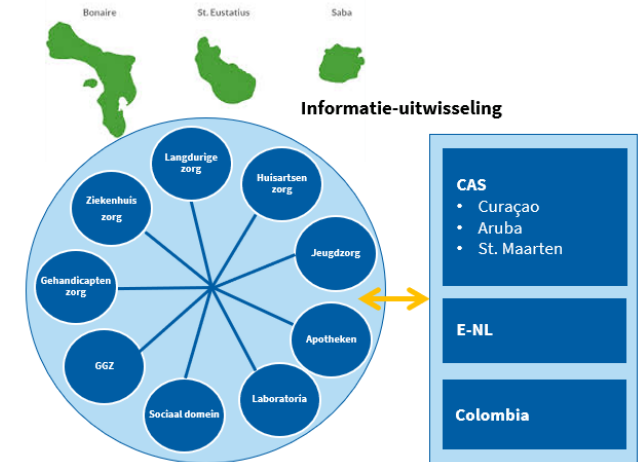 Bonaire
St. Eustatius
Saba
Informatie-uitwisseling
Langdurige
zorg
Huisartsen
zorg
Ziekenhuis
zorg
Jeugdzorg
Gehandicapten
zorg
Apotheken
GGZ
Laboratoria
Sociaal domein
CAS
• Curaçao
• Aruba
• St. Maarten
E-NL
Colombia